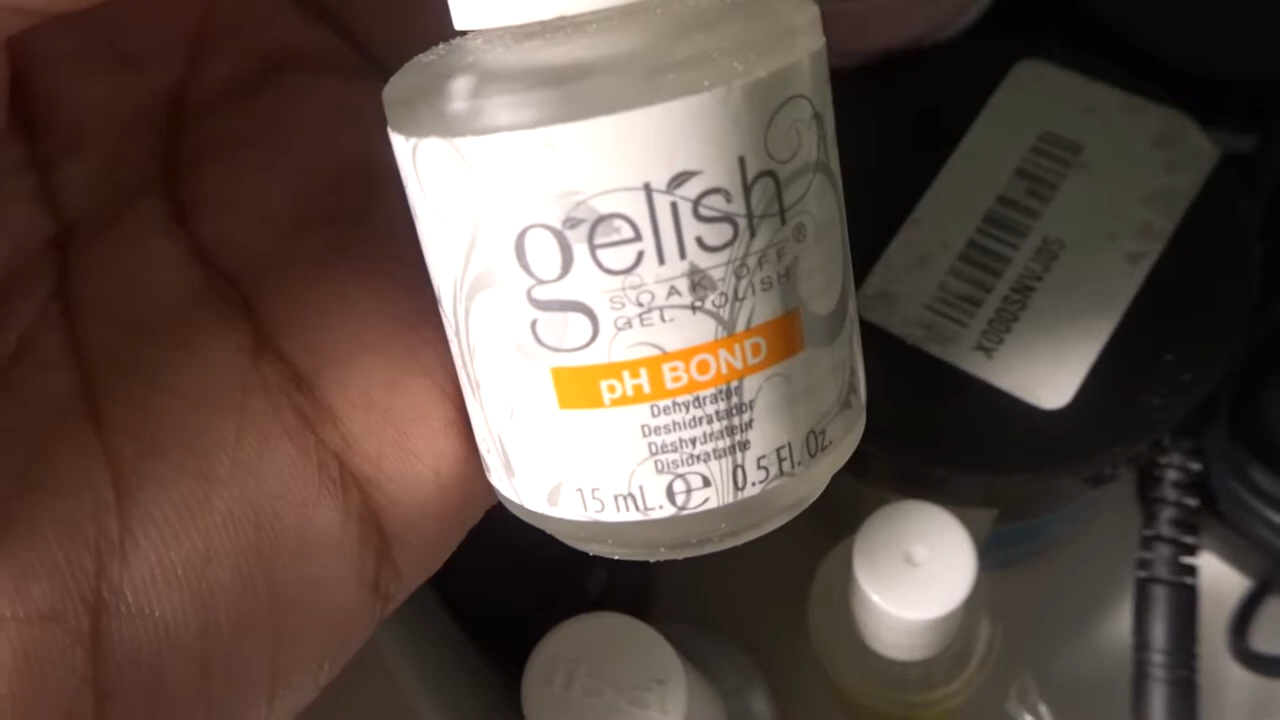 gelish®
SOAK-OFF
GEL POLISH
pH BOND
Dehydrator
Deshidratador
Déshydrateur
Disidratante
15 mL. e 0.5 Fl. Oz.